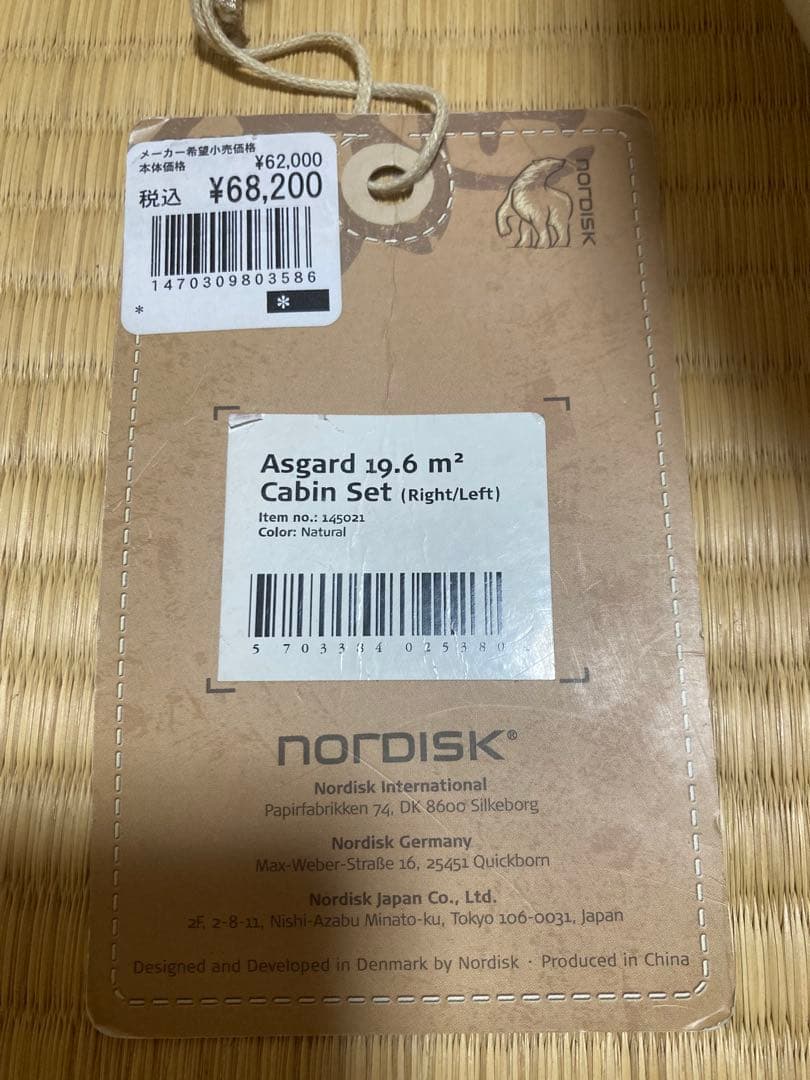 メーカー希望小売価格
本体価格 ¥62,000
税込 ¥68,200
1470309803586
*
*
nordisk
Asgard 19.6 m²
Cabin Set (Right/Left)
Item no.: 145021
Color: Natural
5 703384 025380
nordisk®
Nordisk International
Papirfabrikken 74, DK 8600 Silkeborg
Nordisk Germany
Max-Weber-Straße 16, 25451 Quickborn
Nordisk Japan Co., Ltd.
2F, 2-8-11, Nishi-Azabu Minato-ku, Tokyo 106-0031, Japan
Designed and Developed in Denmark by Nordisk · Produced in China